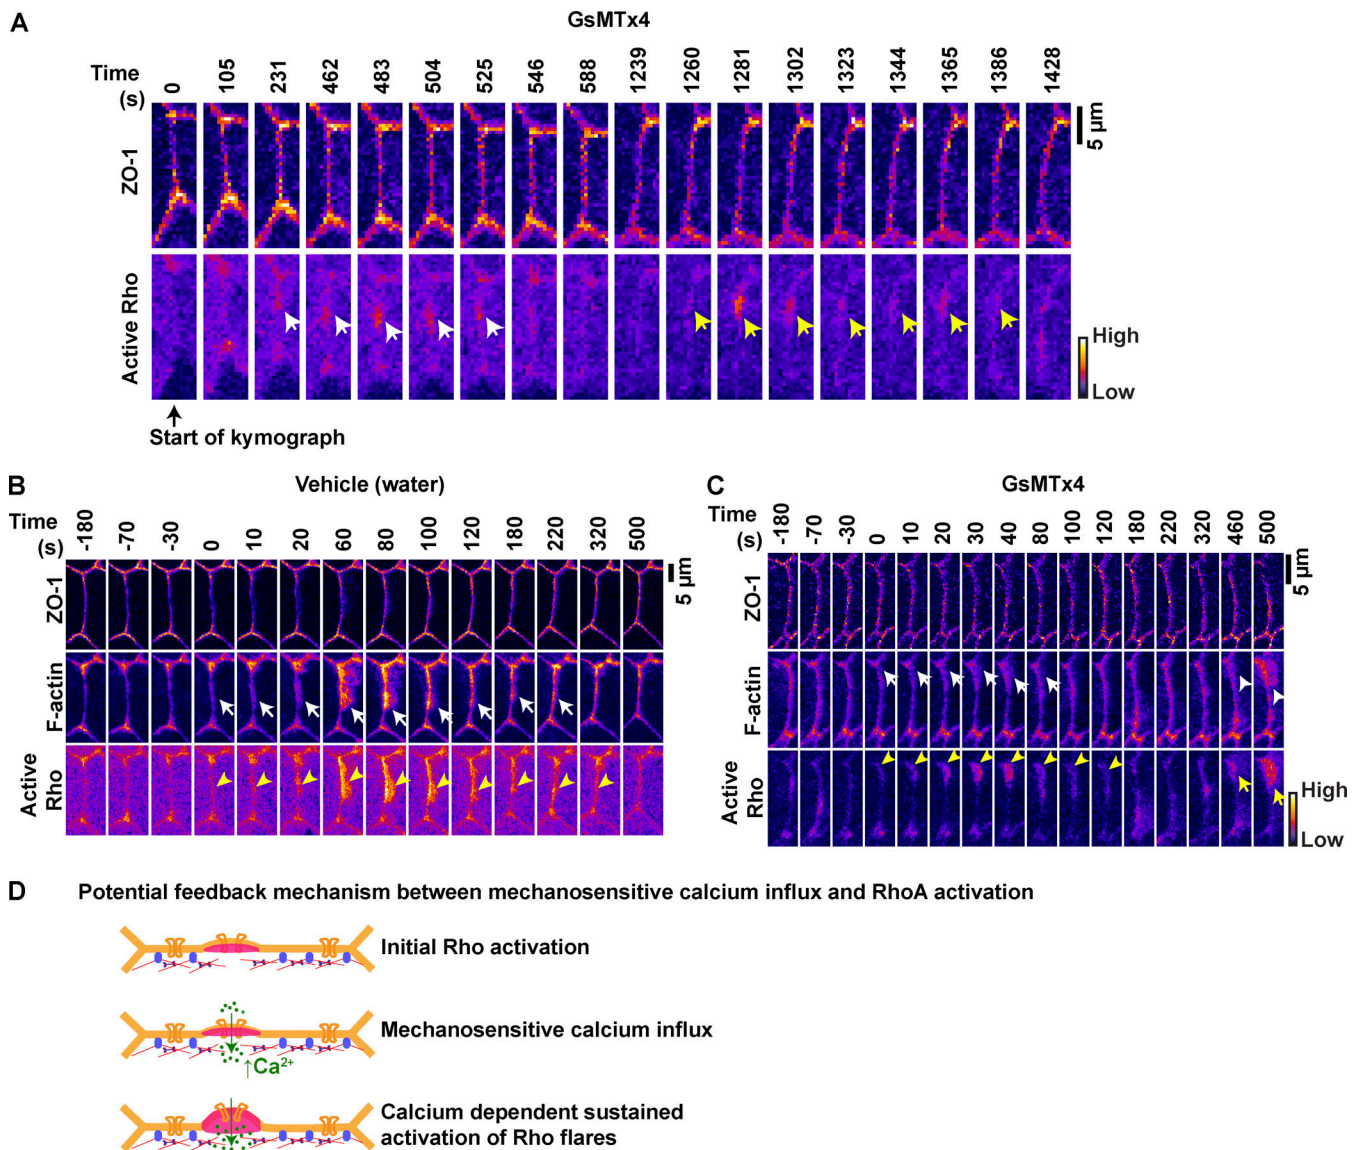 A
GsMTx4
Time (s)
0 105 231 462 483 504 525 546 588 1239 1260 1281 1302 1323 1344 1365 1386 1428
ZO-1
5 µm
Active Rho
High
Low
Start of kymograph
B
Vehicle (water)
Time (s)
-180 -70 -30 0 10 20 60 80 100 120 180 220 320 500
ZO-1
5 µm
F-actin
Active Rho
C
GsMTx4
Time (s)
-180 -70 -30 0 10 20 30 40 80 100 120 180 220 320 460 500
ZO-1
5 µm
F-actin
Active Rho
High
Low
D
Potential feedback mechanism between mechanosensitive calcium influx and RhoA activation
Initial Rho activation
Mechanosensitive calcium influx
↑Ca²⁺
Calcium dependent sustained
activation of Rho flares